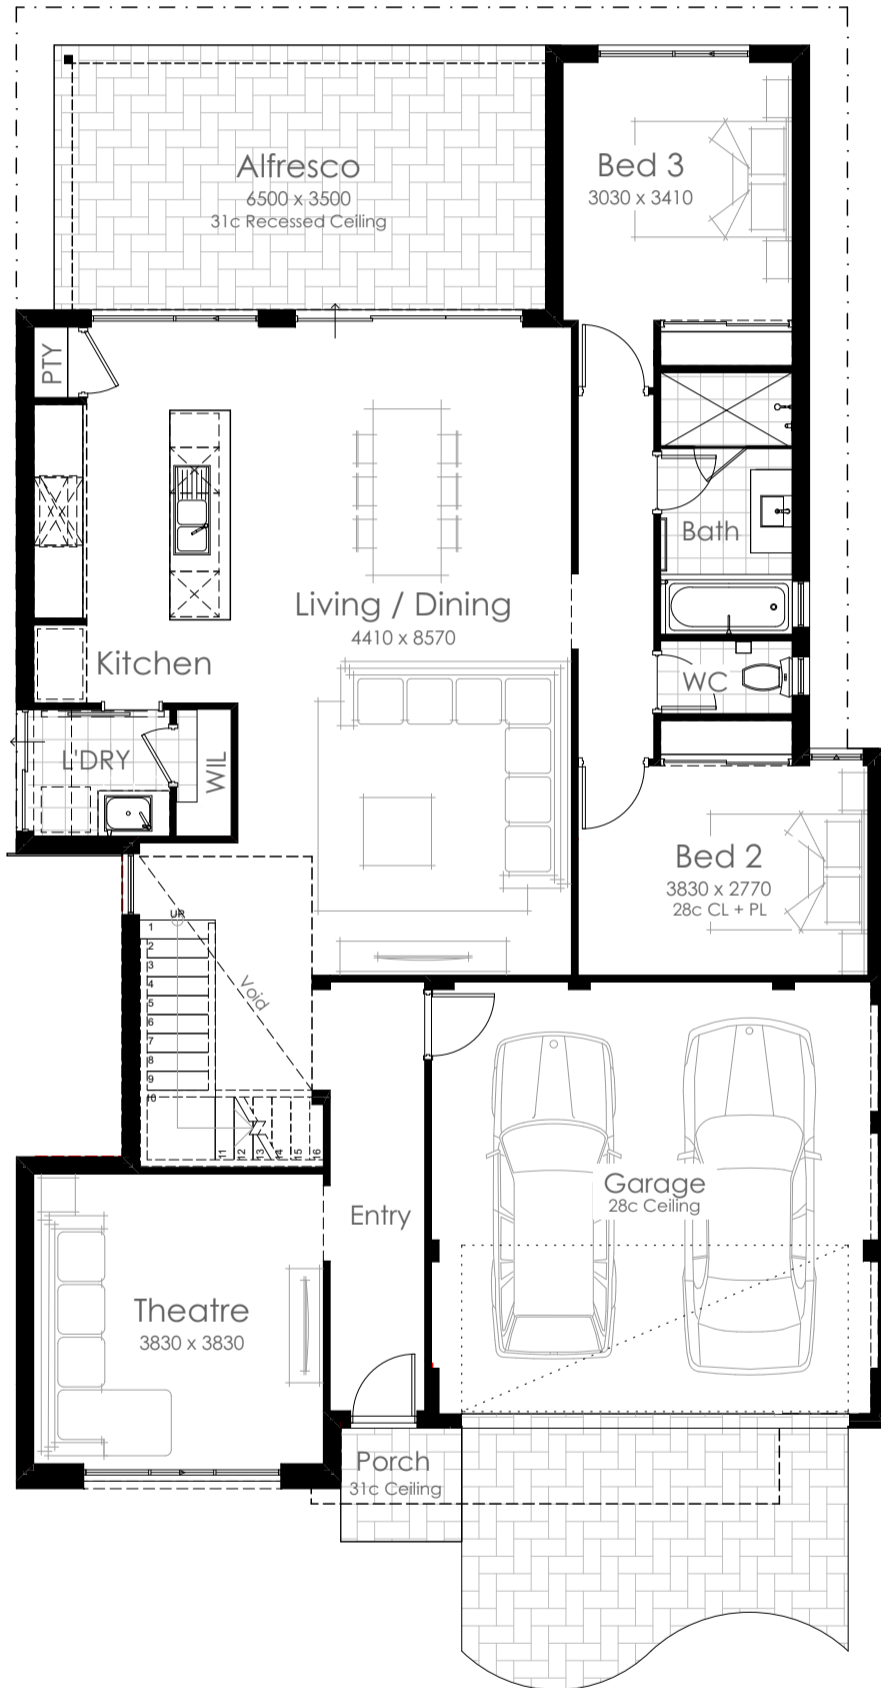 Alfresco
6500 x 3500
31c Recessed Ceiling
Bed 3
3030 x 3410
PTY
Bath
Living / Dining
4410 x 8570
Kitchen
WC
L'DRY
WIL
Bed 2
3830 x 2770
28c CL + PL
UP
1
2
3
4
5
6
7
8
9
10
11
12
13
14
15
16
Void
Garage
28c Ceiling
Entry
Theatre
3830 x 3830
Porch
31c Ceiling